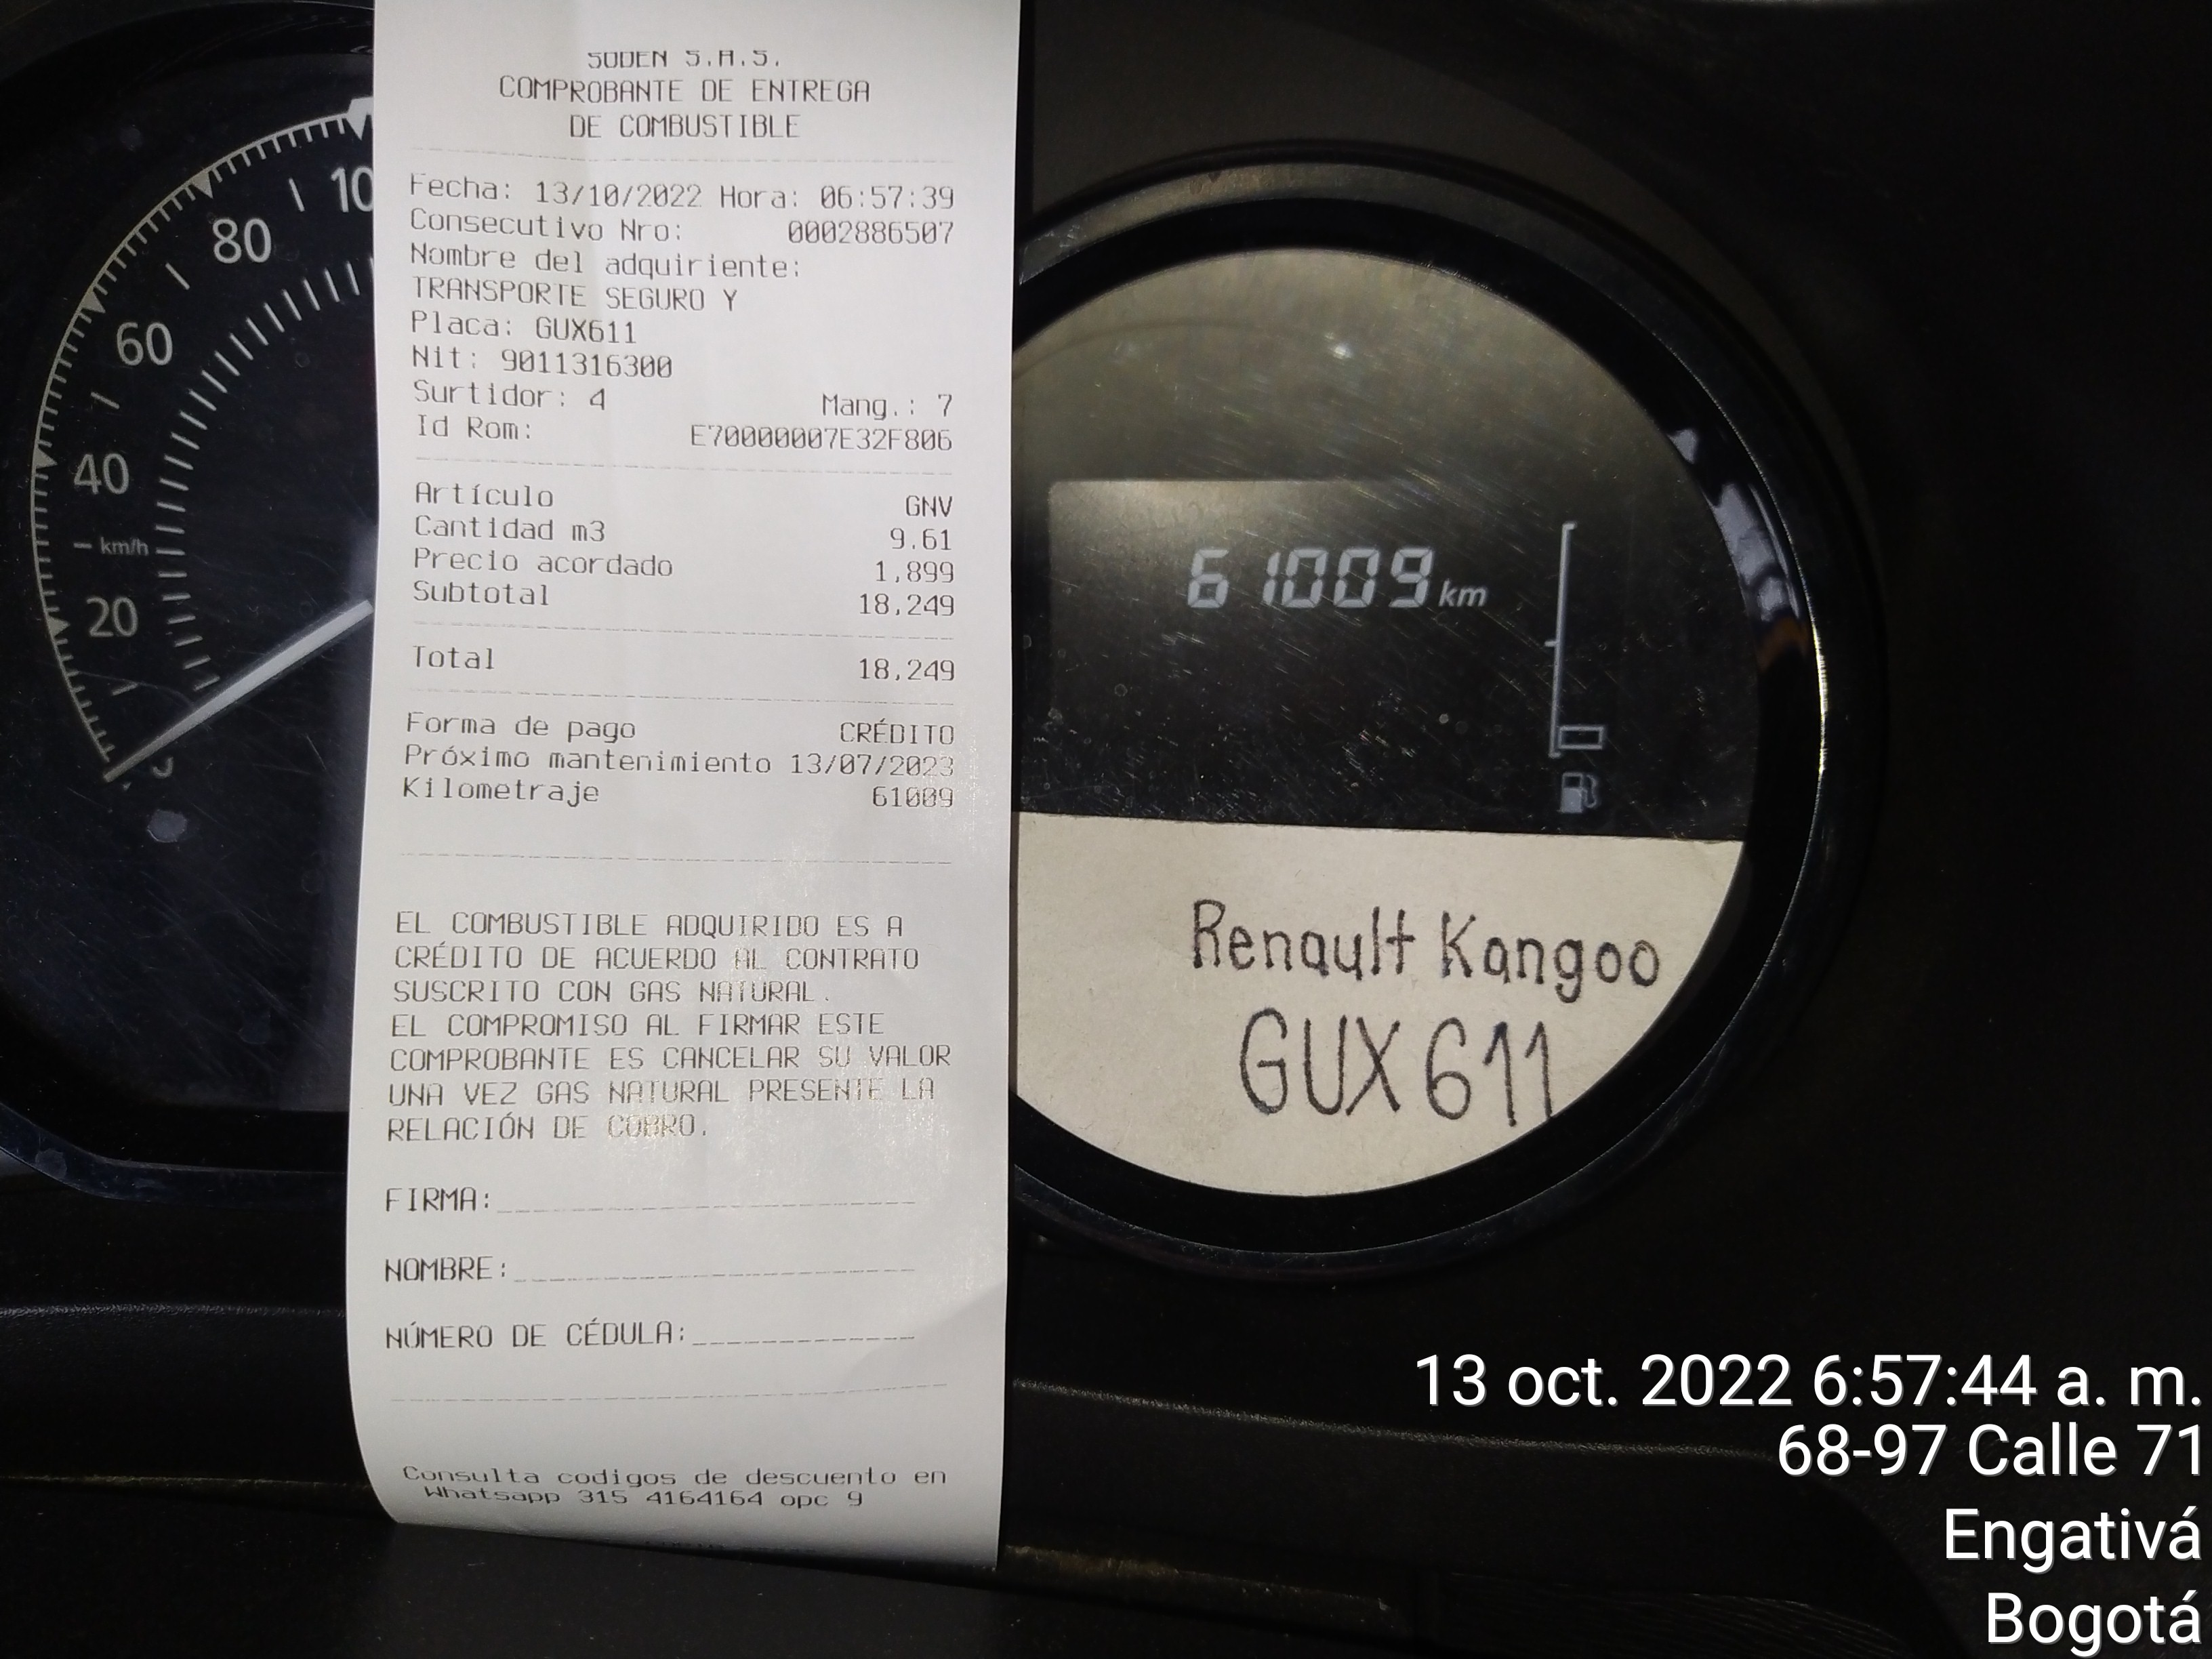 SODEN S.A.S.
COMPROBANTE DE ENTREGA
DE COMBUSTIBLE
Fecha: 13/10/2022 Hora: 06:57:39
Consecutivo Nro: 0002886507
Nombre del adquiriente:
TRANSPORTE SEGURO Y
Placa: GUX611
Nit: 9011316300
Surtidor: 4 Mang.: 7
Id Rom: E70000007E32F806
Artículo GNV
Cantidad m3 9.61
Precio acordado 1,899
Subtotal 18,249
Total 18,249
Forma de pago CRÉDITO
Próximo mantenimiento 13/07/2023
Kilometraje 61009
EL COMBUSTIBLE ADQUIRIDO ES A
CRÉDITO DE ACUERDO AL CONTRATO
SUSCRITO CON GAS NATURAL.
EL COMPROMISO AL FIRMAR ESTE
COMPROBANTE ES CANCELAR SU VALOR
UNA VEZ GAS NATURAL PRESENTE LA
RELACIÓN DE COBRO.
FIRMA:
NOMBRE:
NÚMERO DE CÉDULA:
Consulta codigos de descuento en
Whatsapp 315 4164164 opc 9
10
80
60
40
km/h
20
61009 km
Renault Kangoo
GUX 611
13 oct. 2022 6:57:44 a. m.
68-97 Calle 71
Engativá
Bogotá